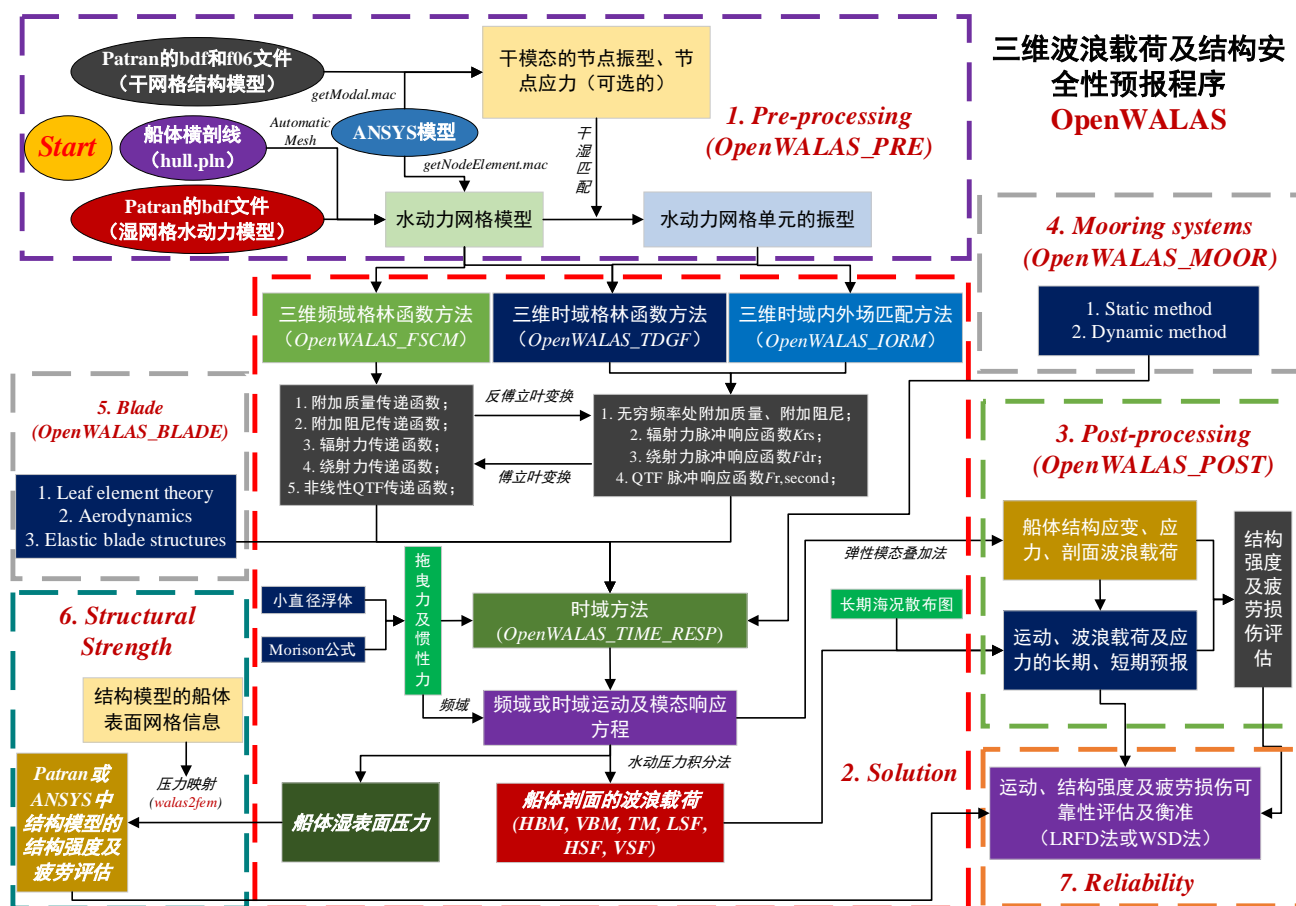 三维波浪载荷及结构安
全性预报程序
OpenWALAS
Patran的bdf和f06文件
（干网格结构模型）
干模态的节点振型、节
点应力（可选的）
getModal.mac
1. Pre-processing
(OpenWALAS_PRE)
Start
船体横剖线
（hull.pln）
Automatic
Mesh
ANSYS模型
getNodeElement.mac
干湿匹配
Patran的bdf文件
（湿网格水动力模型）
水动力网格模型
水动力网格单元的振型
4. Mooring systems
(OpenWALAS_MOOR)
1. Static method
2. Dynamic method
三维频域格林函数方法
（OpenWALAS_FSCM）
三维时域格林函数方法
（OpenWALAS_TDGF）
三维时域内外场匹配方法
（OpenWALAS_IORM）
5. Blade
(OpenWALAS_BLADE)
1. Leaf element theory
2. Aerodynamics
3. Elastic blade structures
1. 附加质量传递函数；
2. 附加阻尼传递函数；
3. 辐射力传递函数；
4. 绕射力传递函数；
5. 非线性QTF传递函数；
反傅立叶变换
傅立叶变换
1. 无穷频率处附加质量、附加阻尼；
2. 辐射力脉冲响应函数Krs；
3. 绕射力脉冲响应函数Fdr；
4. QTF 脉冲响应函数Fr,second；
3. Post-processing
(OpenWALAS_POST)
船体结构应变、应
力、剖面波浪载荷
结构强度及疲劳损伤评估
弹性模态叠加法
长期海况散布图
运动、波浪载荷及应
力的长期、短期预报
小直径浮体
Morison公式
拖曳力及惯性力
时域方法
(OpenWALAS_TIME_RESP)
频域
频域或时域运动及模态响应
方程
水动压力积分法
6. Structural
Strength
结构模型的船体
表面网格信息
压力映射
(walas2fem)
Patran或
ANSYS中
结构模型的
结构强度及
疲劳评估
船体湿表面压力
船体剖面的波浪载荷
(HBM, VBM, TM, LSF,
HSF, VSF)
2. Solution
运动、结构强度及疲劳损伤可
靠性评估及衡准
（LRFD法或WSD法）
7. Reliability